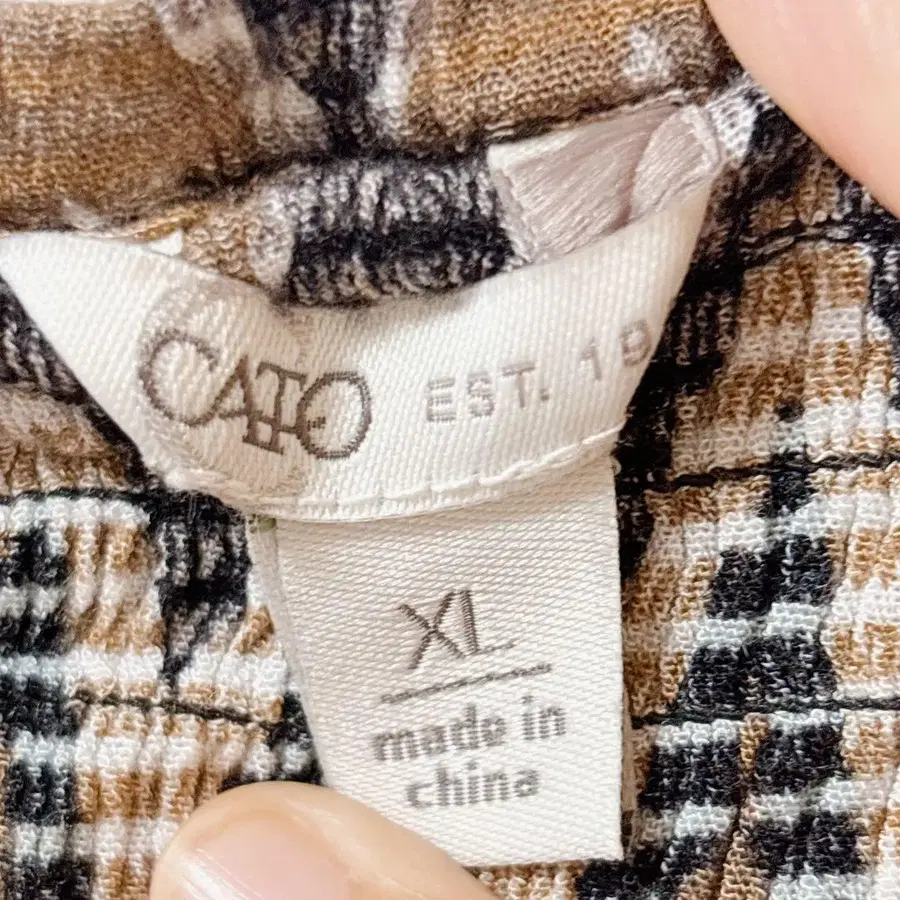 CATO EST. 19
XL
made in
china